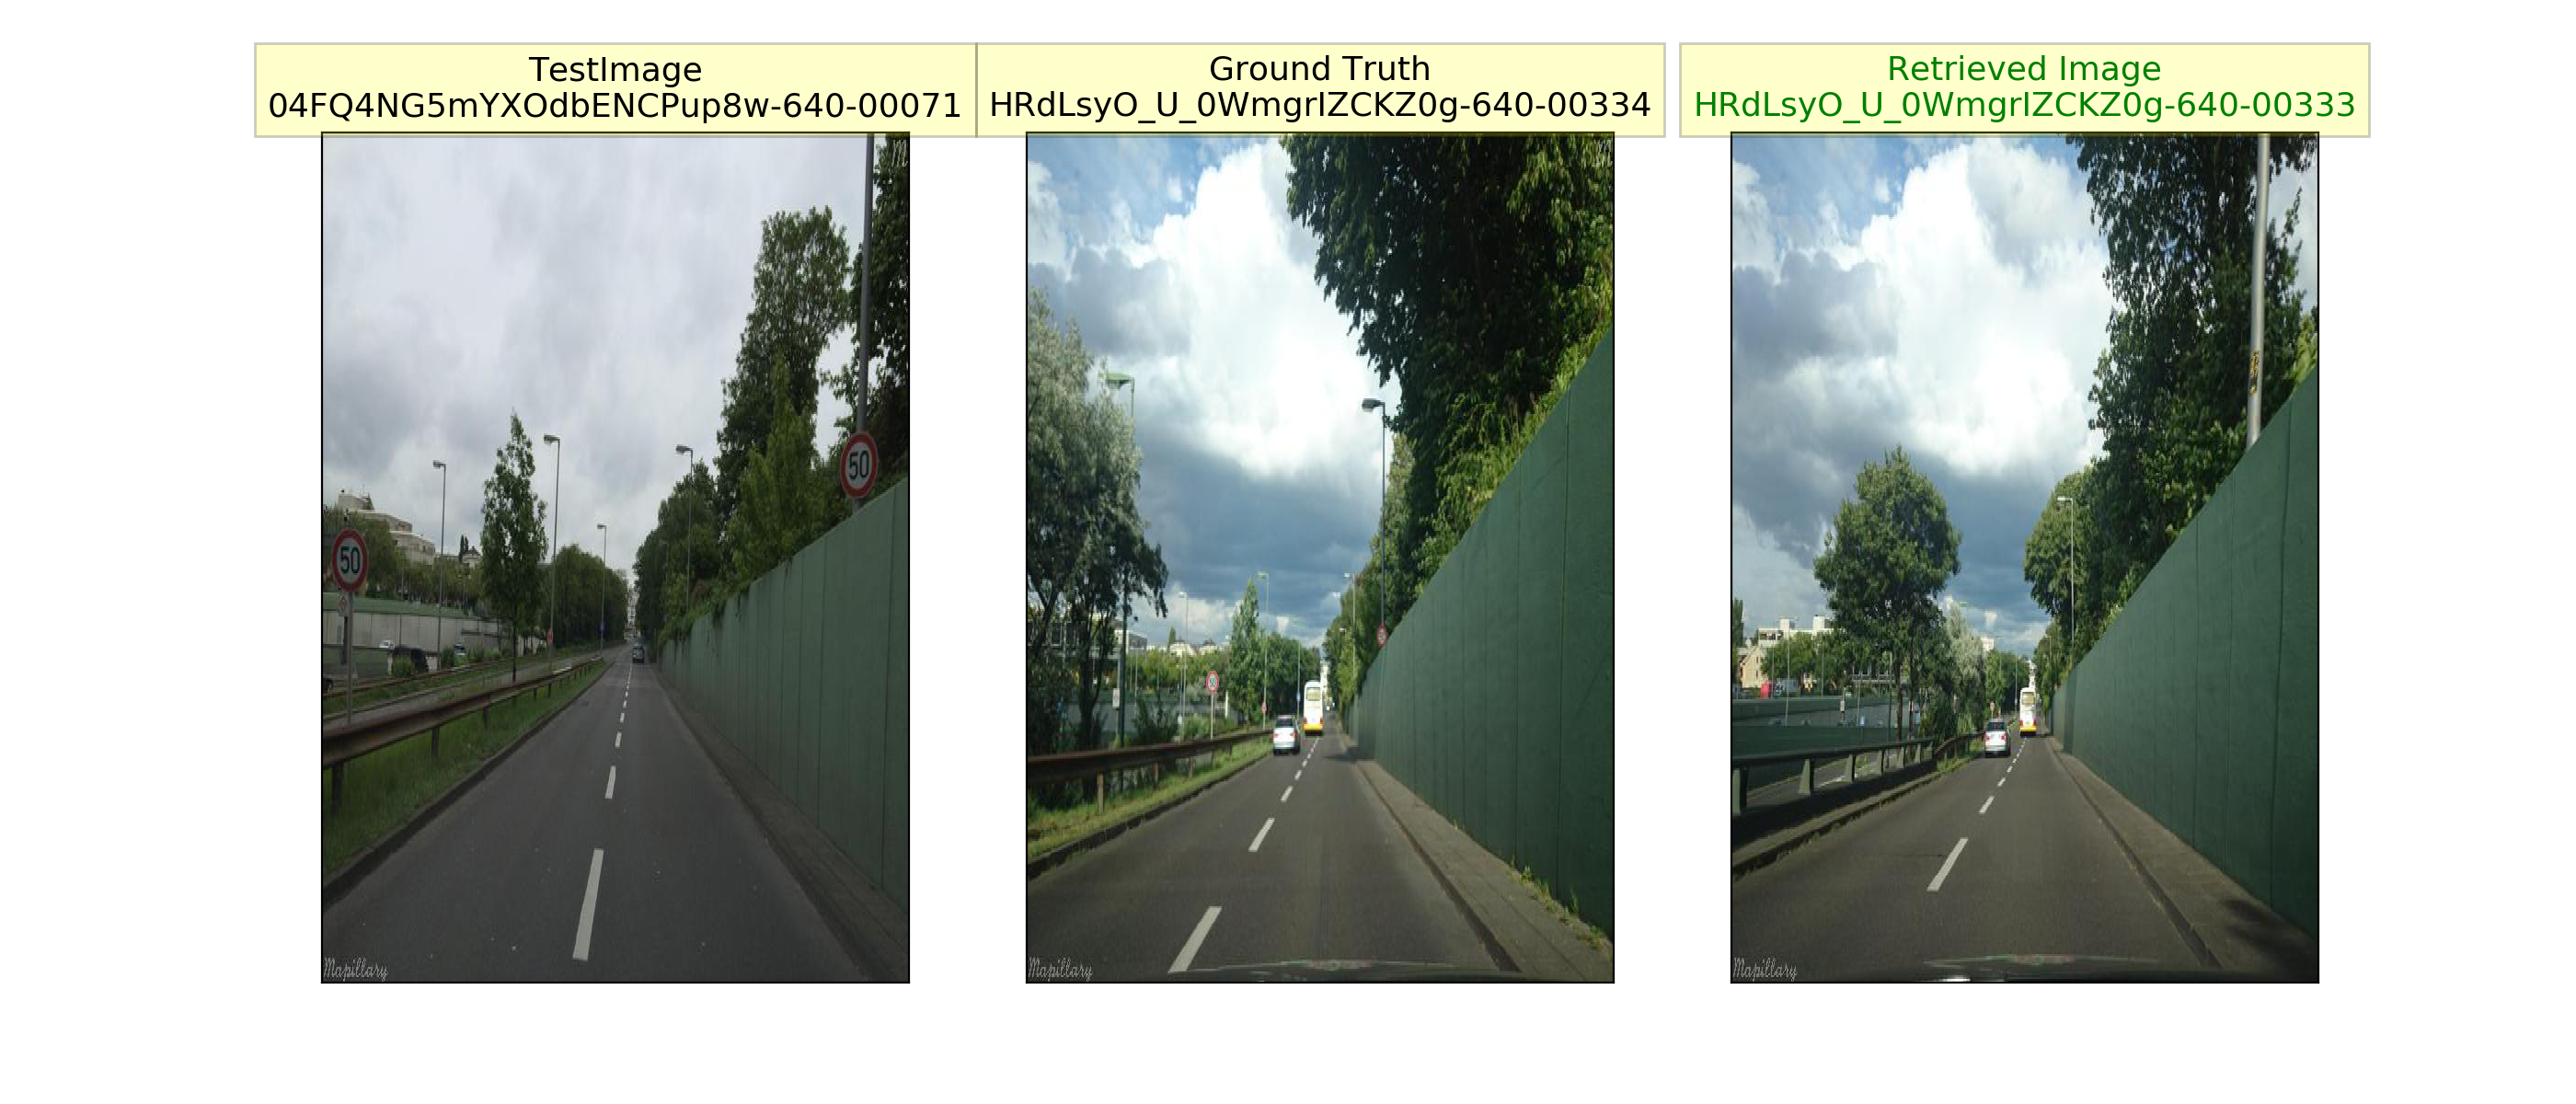 TestImage
04FQ4NG5mYXOdbENCPup8w-640-00071
Ground Truth
HRdLsyO_U_0WmgrIZCKZ0g-640-00334
Retrieved Image
HRdLsyO_U_0WmgrIZCKZ0g-640-00333
50
50
Mapillary
Mapillary
Mapillary